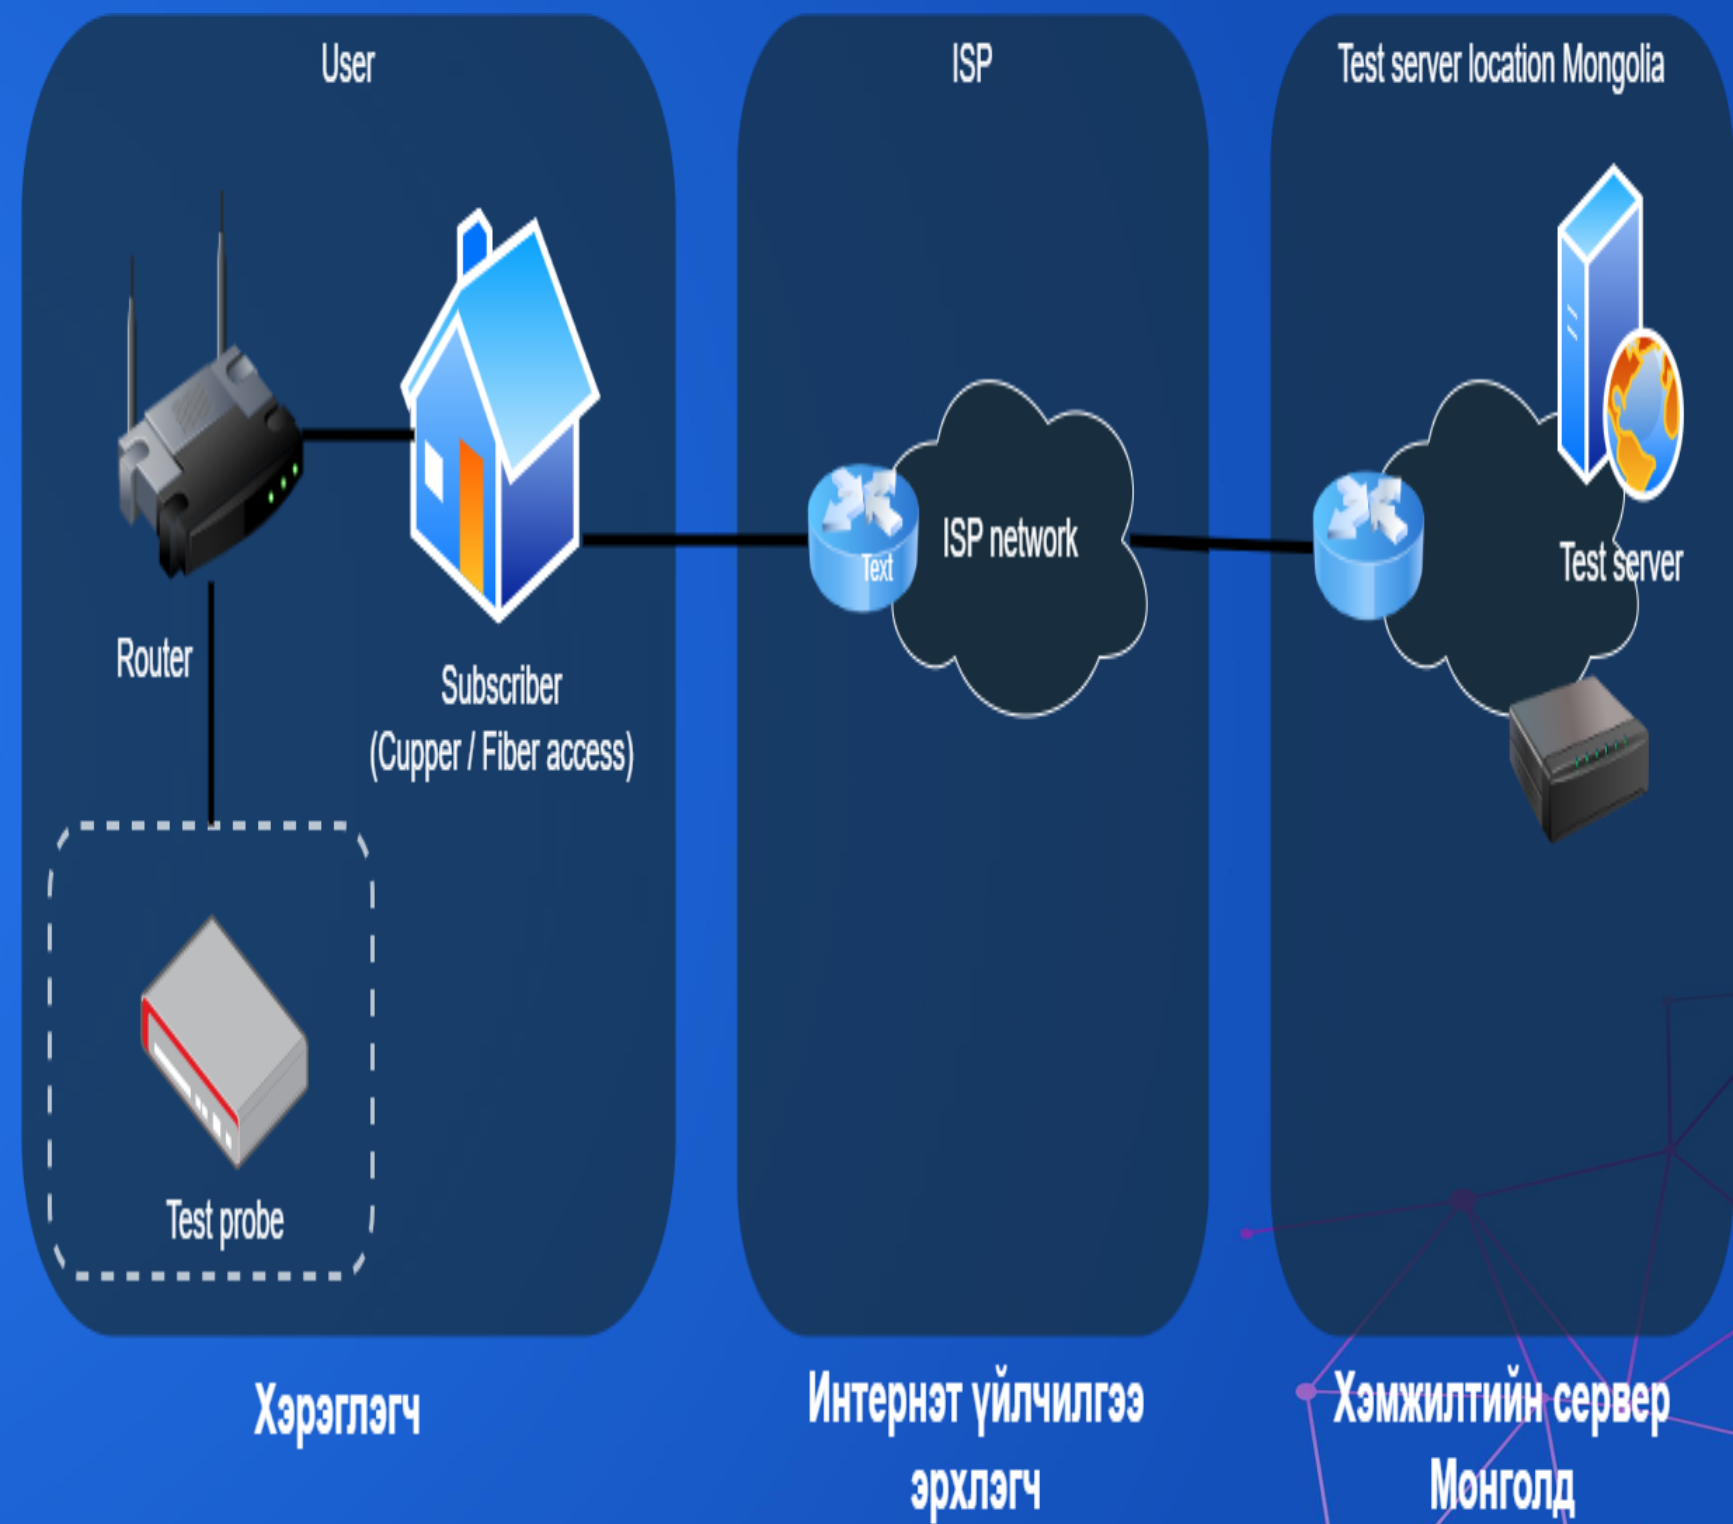 User
ISP
Test server location Mongolia
Router
Subscriber
(Cupper / Fiber access)
Text
ISP network
Test server
Test probe
Хэрэглэгч
Интернэт үйлчилгээ
эрхлэгч
Хэмжилтийн сервер
Монголд